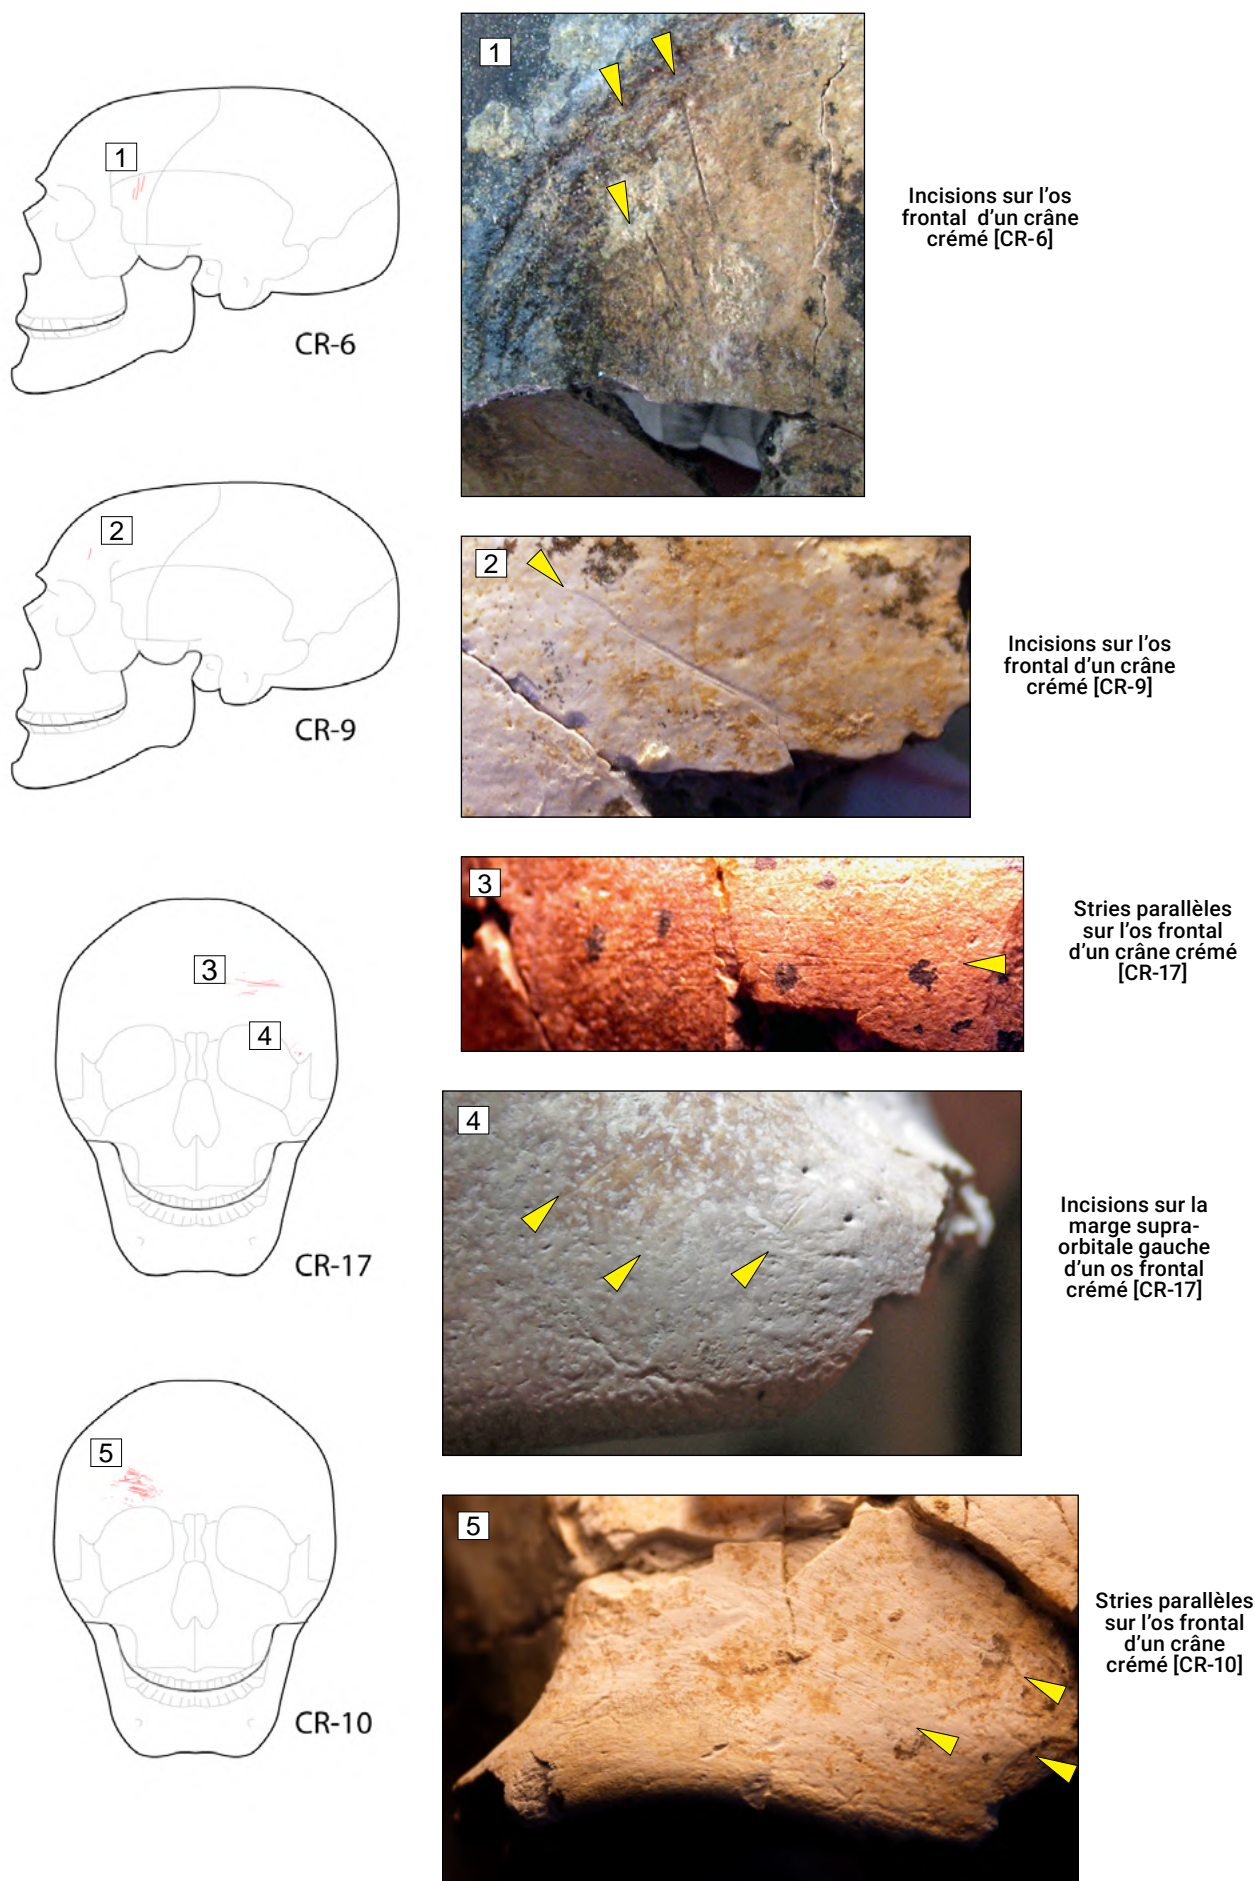 1
1
CR-6
Incisions sur l'os
frontal d'un crâne
crémé [CR-6]
2
2
CR-9
Incisions sur l'os
frontal d'un crâne
crémé [CR-9]
3
4
CR-17
3
Stries parallèles
sur l'os frontal
d'un crâne crémé
[CR-17]
4
Incisions sur la
marge supra-
orbitale gauche
d'un os frontal
crémé [CR-17]
5
CR-10
5
Stries parallèles
sur l'os frontal
d'un crâne
crémé [CR-10]